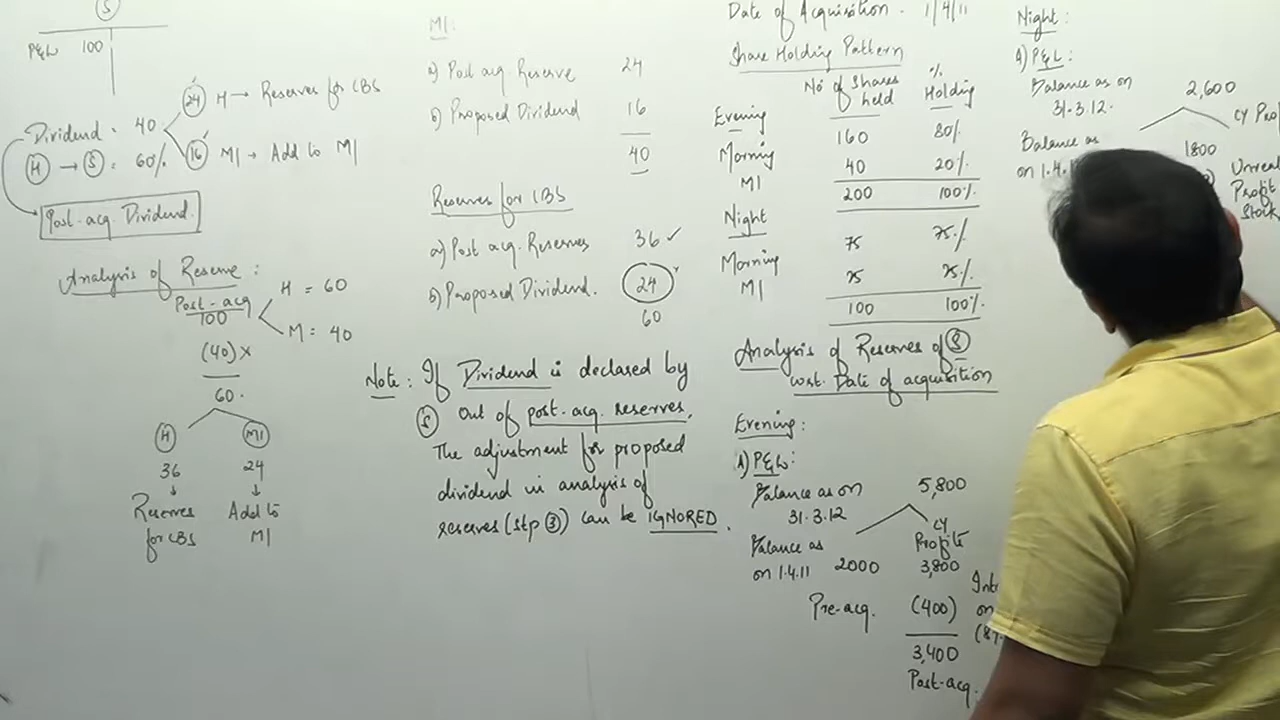 S
P&L 100
Dividend = 40
24 H → Reserves for CBS
16 MI → Add to MI
H → S = 60%
Post-acq. Dividend.
Analysis of Reserve:
Post-acq
100
H = 60
M = 40
(40) x
60.
H MI
36 24
↓ ↓
Reserves Add to
for CBS MI
MI:
a) Post acq. Reserve 24
b) Proposed Dividend 16
40
Reserves for CBS
a) Post acq. Reserves 36 ✓
b) Proposed Dividend. 24
60
Note: If Dividend is declared by
S out of post-acq. reserves,
The adjustment for proposed
dividend in analysis of
reserves (stp 3) can be IGNORED.
Date of Acquisition - 1/4/11
Share Holding Pattern
No of Shares %
held Holding
Evening
Morning 160 80%
MI 40 20%
200 100%
Night
Morning 75 75%
MI 25 25%
100 100%
Analysis of Reserves of S
w.r.t. Date of acquisition
Evening:
A) P&L:
Balance as on 5,800
31.3.12
Balance as CY
on 1.4.11 2000 Profits
3,800
Pre-acq. (400)
on
3,400
Post-acq.
Night:
A) P&L:
Balance as on 2,600
31.3.12.
CY
Balance as 1800
Profit